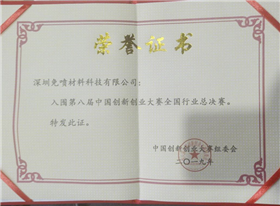 荣誉证书
深圳免喷材料科技有限公司:
入围第八届中国创新创业大赛全国行业总决赛。
特发此证。
中国创新创业大赛组委会
二〇一九年